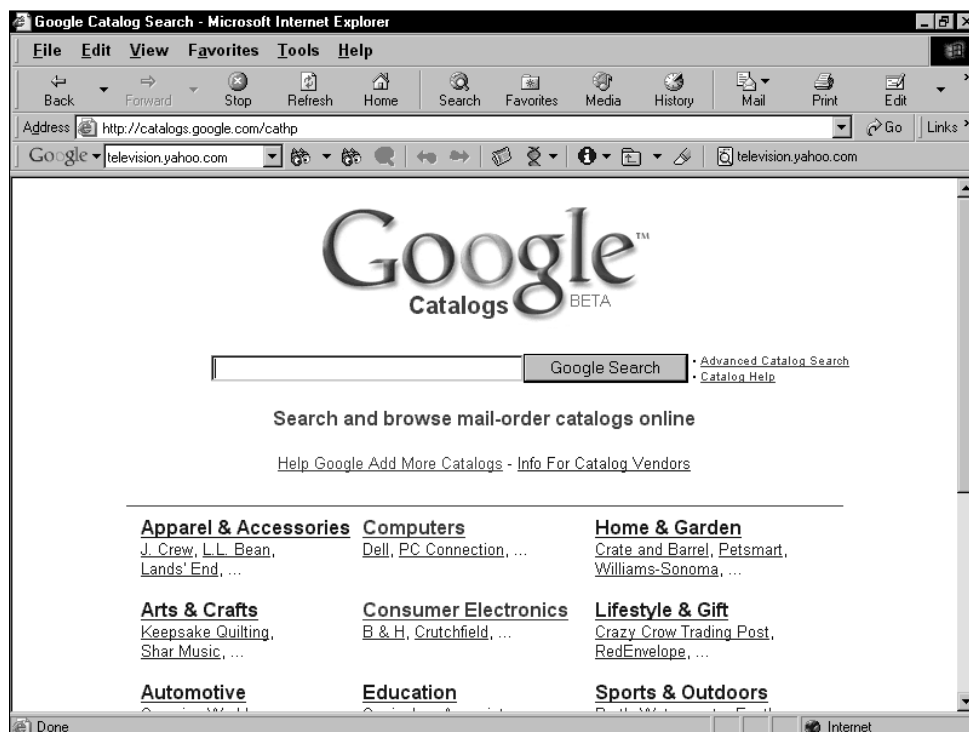 Google Catalog Search - Microsoft Internet Explorer
File Edit View Favorites Tools Help
Back Forward Stop Refresh Home Search Favorites Media History Mail Print Edit
Address http://catalogs.google.com/cathp Go Links
Google television.yahoo.com television.yahoo.com
Google™
Catalogs BETA
Google Search
• Advanced Catalog Search
• Catalog Help
Search and browse mail-order catalogs online
Help Google Add More Catalogs - Info For Catalog Vendors
Apparel & Accessories Computers Home & Garden
J. Crew, L.L. Bean, Dell, PC Connection, ... Crate and Barrel, Petsmart,
Lands' End, ... Williams-Sonoma, ...
Arts & Crafts Consumer Electronics Lifestyle & Gift
Keepsake Quilting, B & H, Crutchfield, ... Crazy Crow Trading Post,
Shar Music, ... RedEnvelope, ...
Automotive Education Sports & Outdoors
Done Internet